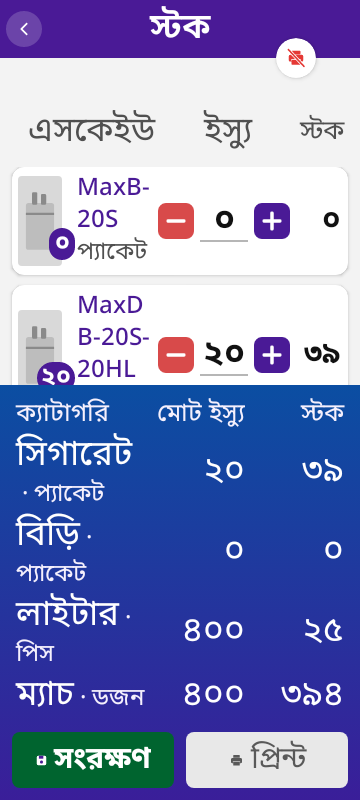 স্টক
এসকেইউ ইস্যু স্টক
MaxB-
20S
প্যাকেট
০ ০ ০
MaxD
B-20S-
20HL
২০ ২০ ৩৯
ক্যাটাগরি মোট ইস্যু স্টক
সিগারেট
· প্যাকেট ২০ ৩৯
বিড়ি ·
প্যাকেট ০ ০
লাইটার ·
পিস ৪০০ ২৫
ম্যাচ · ডজন ৪০০ ৩৯৪
সংরক্ষণ প্রিন্ট